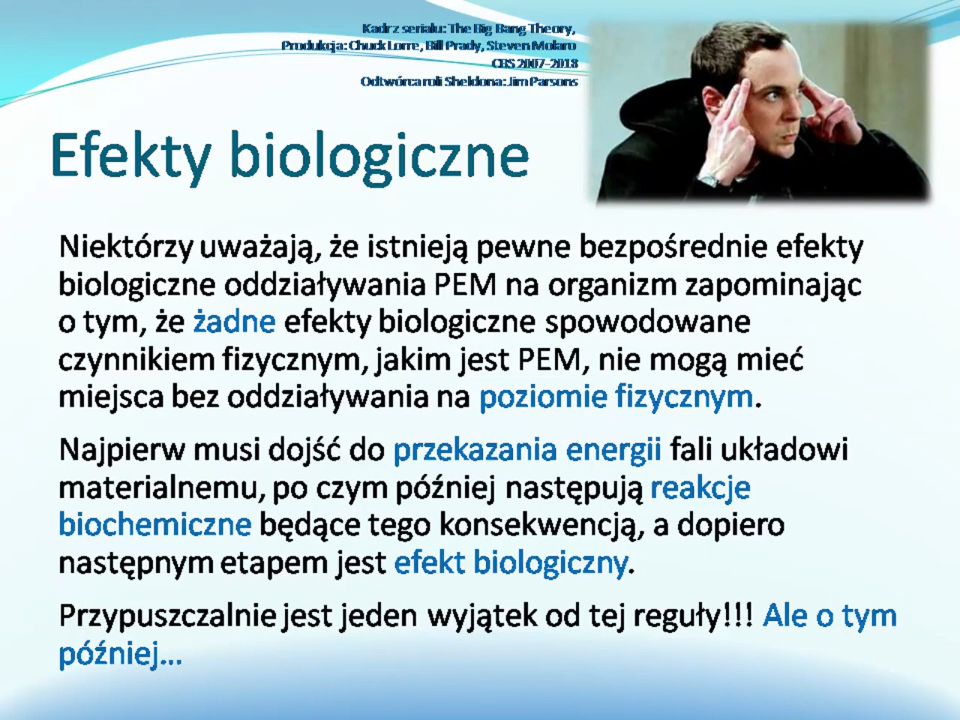 Kadr z serialu: The Big Bang Theory,
Produkcja: Chuck Lorre, Bill Prady, Steven Molaro
CBS 2007-2018
Odtwórca roli Sheldona: Jim Parsons
Efekty biologiczne
Niektórzy uważają, że istnieją pewne bezpośrednie efekty
biologiczne oddziaływania PEM na organizm zapominając
o tym, że żadne efekty biologiczne spowodowane
czynnikiem fizycznym, jakim jest PEM, nie mogą mieć
miejsca bez oddziaływania na poziomie fizycznym.
Najpierw musi dojść do przekazania energii fali układowi
materialnemu, po czym później następują reakcje
biochemiczne będące tego konsekwencją, a dopiero
następnym etapem jest efekt biologiczny.
Przypuszczalnie jest jeden wyjątek od tej reguły!!! Ale o tym
później...